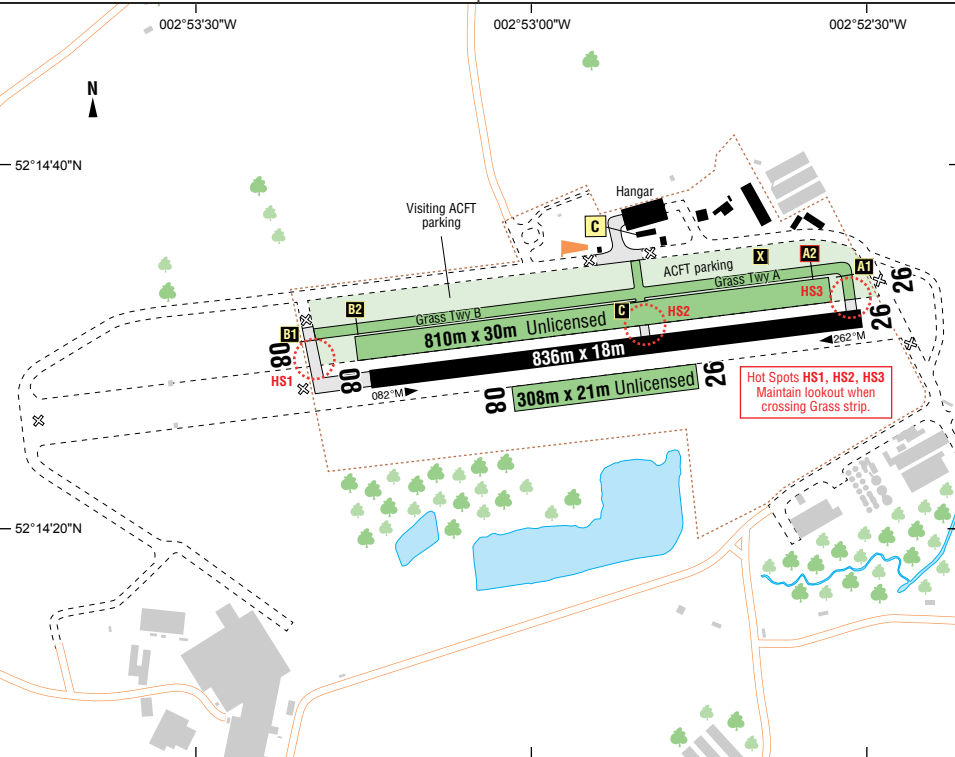 002°53'30"W
002°53'00"W
002°52'30"W
N
52°14'40"N
Hangar
Visiting ACFT
parking
C
X
A2
A1
ACFT parking
Grass Twy A
HS3
26
B2
Grass Twy B
C
HS2
26
B1
810m x 30m Unlicensed
08
HS1
836m x 18m
262°M
08
082°M
26
08
308m x 21m Unlicensed
Hot Spots HS1, HS2, HS3
Maintain lookout when
crossing Grass strip.
52°14'20"N